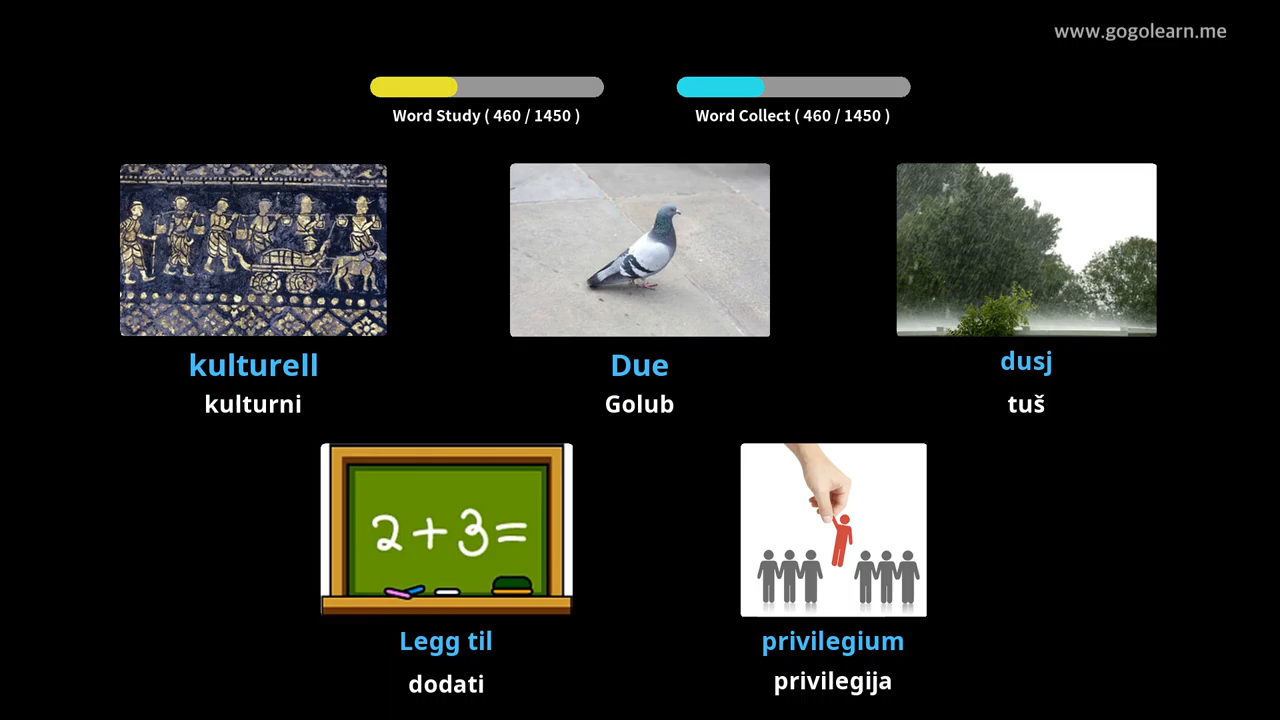 www.gogolearn.me
Word Study ( 460 / 1450 )
Word Collect ( 460 / 1450 )
kulturell
kulturni
Due
Golub
dusj
tuš
2+3=
Legg til
dodati
privilegium
privilegija